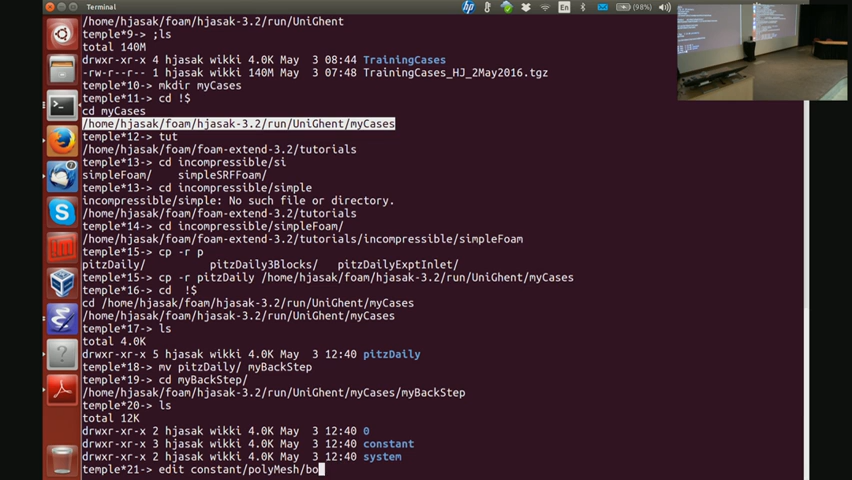 hp
En
(98%)
/home/hjasak/foam/hjasak-3.2/run/UniGhent
temple*9-> ;ls
total 140M
drwxr-xr-x 4 hjasak wikki 4.0K May  3 08:44 TrainingCases
-rw-r--r-- 1 hjasak wikki 140M May  3 07:48 TrainingCases_HJ_2May2016.tgz
temple*10-> mkdir myCases
temple*11-> cd !$
cd myCases
/home/hjasak/foam/hjasak-3.2/run/UniGhent/myCases
temple*12-> tut
/home/hjasak/foam/foam-extend-3.2/tutorials
temple*13-> cd incompressible/si
simpleFoam/    simpleSRFFoam/
temple*13-> cd incompressible/simple
incompressible/simple: No such file or directory.
/home/hjasak/foam/foam-extend-3.2/tutorials
temple*14-> cd incompressible/simpleFoam/
/home/hjasak/foam/foam-extend-3.2/tutorials/incompressible/simpleFoam
temple*15-> cp -r p
pitzDaily/         pitzDaily3Blocks/   pitzDailyExptInlet/
temple*15-> cp -r pitzDaily /home/hjasak/foam/hjasak-3.2/run/UniGhent/myCases
temple*16-> cd  !$
cd /home/hjasak/foam/hjasak-3.2/run/UniGhent/myCases
/home/hjasak/foam/hjasak-3.2/run/UniGhent/myCases
temple*17-> ls
total 4.0K
drwxr-xr-x 5 hjasak wikki 4.0K May  3 12:40 pitzDaily
temple*18-> mv pitzDaily/ myBackStep
temple*19-> cd myBackStep/
/home/hjasak/foam/hjasak-3.2/run/UniGhent/myCases/myBackStep
temple*20-> ls
total 12K
drwxr-xr-x 2 hjasak wikki 4.0K May  3 12:40 0
drwxr-xr-x 3 hjasak wikki 4.0K May  3 12:40 constant
drwxr-xr-x 2 hjasak wikki 4.0K May  3 12:40 system
temple*21-> edit constant/polyMesh/bo